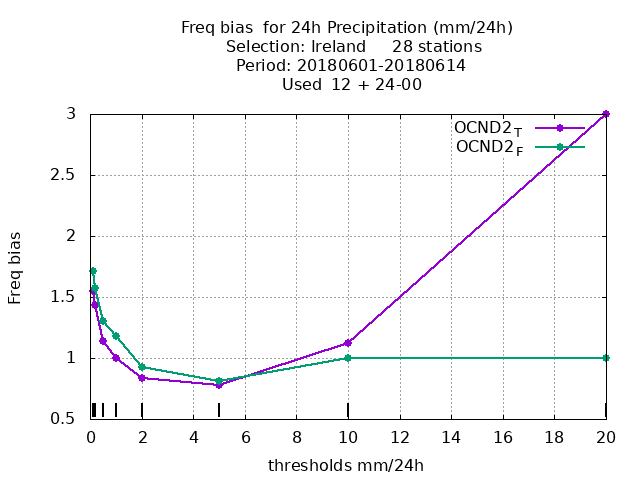 Freq bias  for 24h Precipitation (mm/24h)
Selection: Ireland     28 stations
Period: 20180601-20180614
Used  12 + 24-00
OCND2T
OCND2F
3
2.5
2
1.5
1
0.5
Freq bias
0 2 4 6 8 10 12 14 16 18 20
thresholds mm/24h